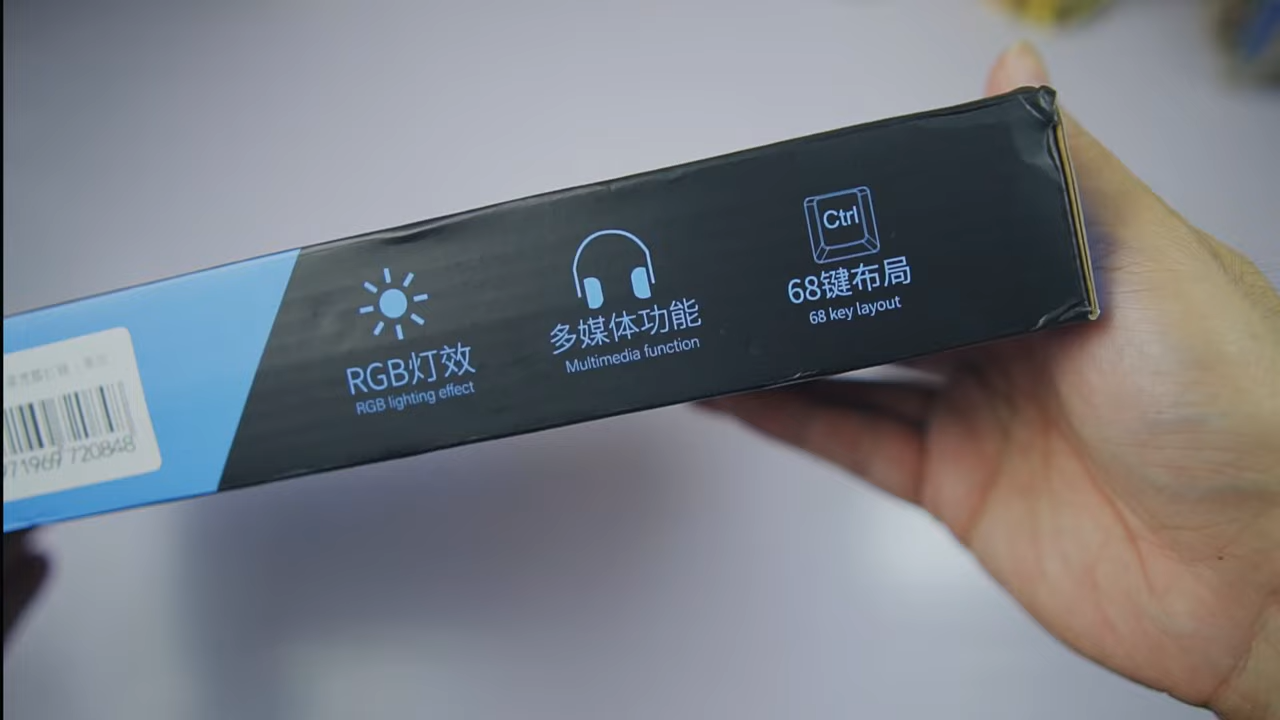 RGB灯效
RGB lighting effect
多媒体功能
Multimedia function
Ctrl
68键布局
68 key layout
71969 720848